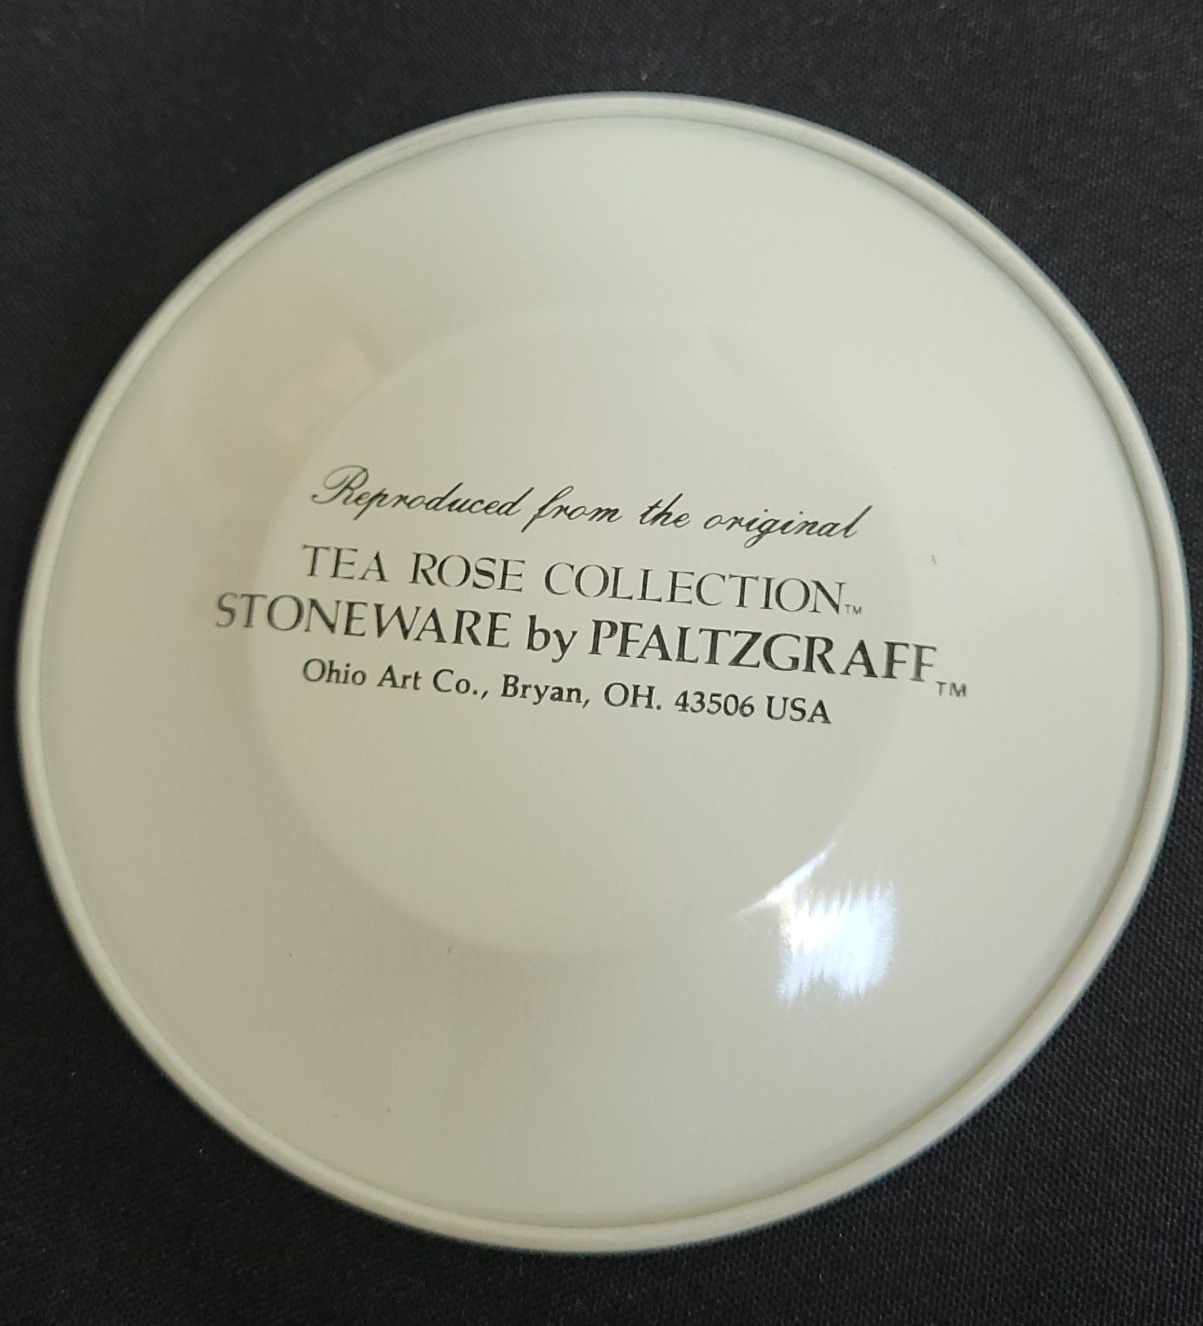 Reproduced from the original
TEA ROSE COLLECTION™
STONEWARE by PFALTZGRAFF™
Ohio Art Co., Bryan, OH. 43506 USA